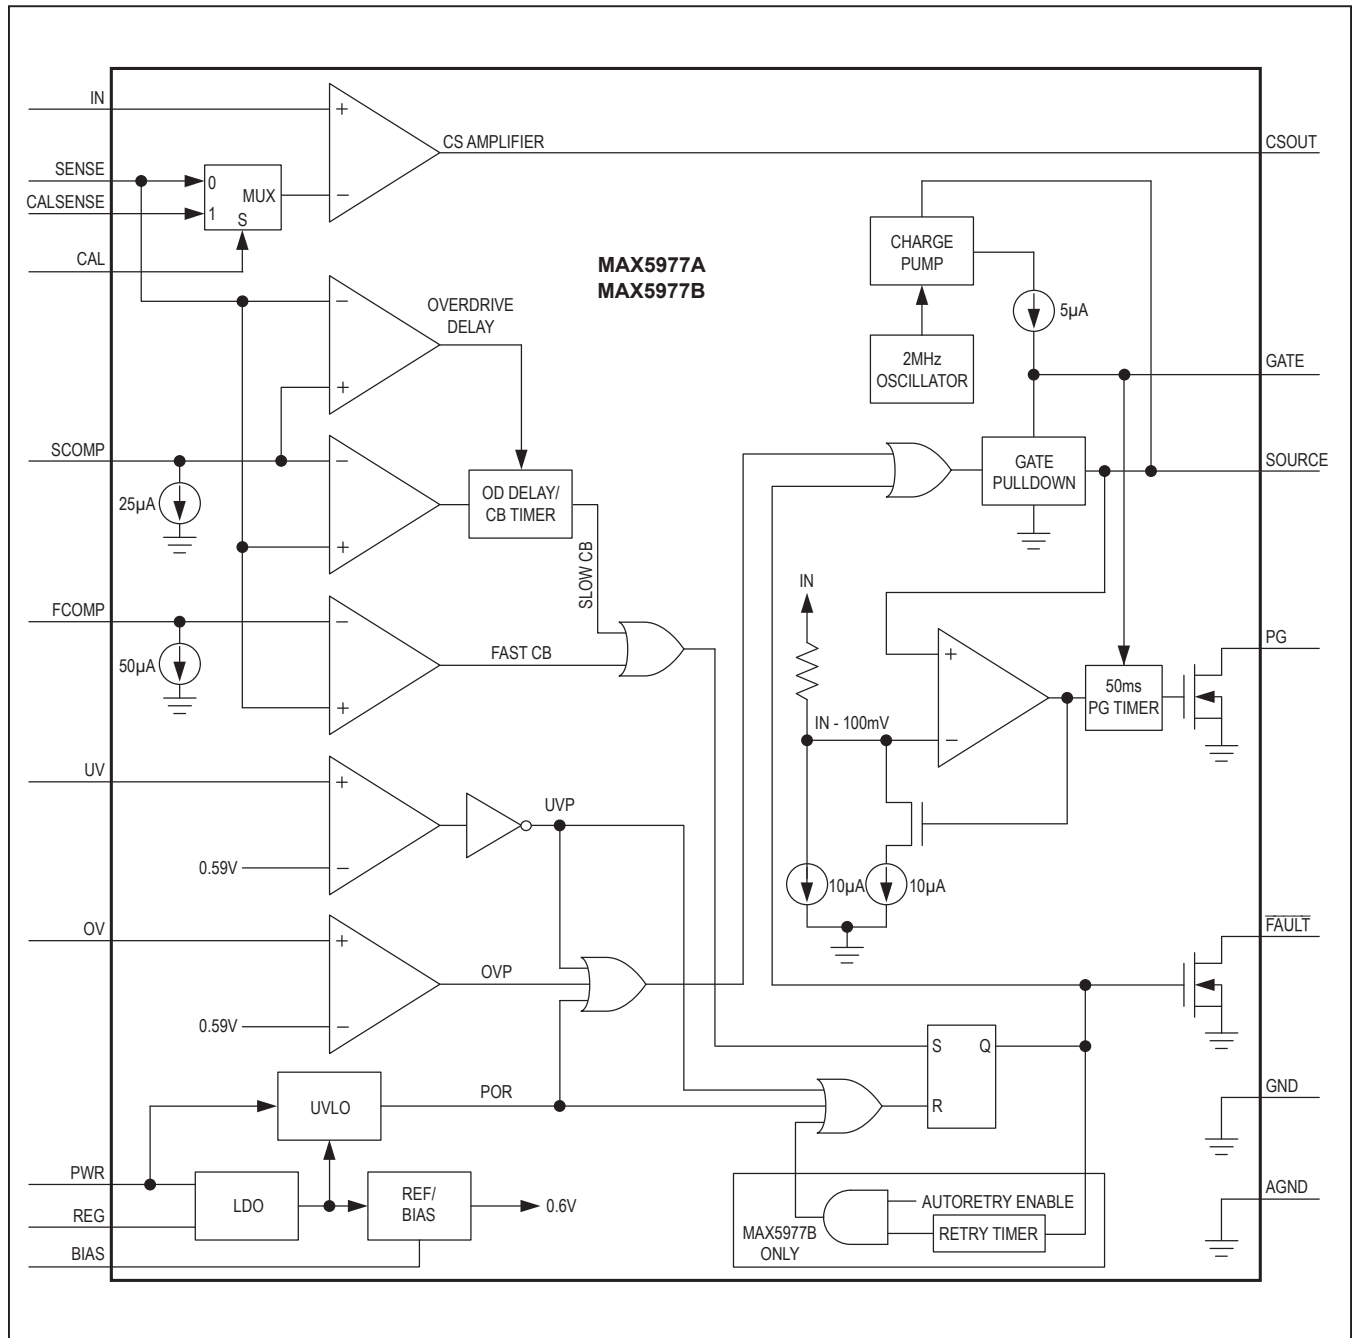 IN
CS AMPLIFIER
CSOUT
SENSE
0
MUX
CALSENSE
1
S
CAL
+
−
MAX5977A
MAX5977B
CHARGE
PUMP
5µA
2MHz
OSCILLATOR
GATE
OVERDRIVE
DELAY
−
+
SCOMP
25µA
−
+
OD DELAY/
CB TIMER
SLOW CB
GATE
PULLDOWN
SOURCE
FCOMP
50µA
−
+
FAST CB
IN
IN - 100mV
+
−
50ms
PG TIMER
PG
10µA
10µA
UV
+
0.59V
−
UVP
OV
+
0.59V
−
OVP
FAULT
S
Q
R
UVLO
POR
GND
PWR
REG
BIAS
LDO
REF/
BIAS
0.6V
AUTORETRY ENABLE
RETRY TIMER
MAX5977B
ONLY
AGND